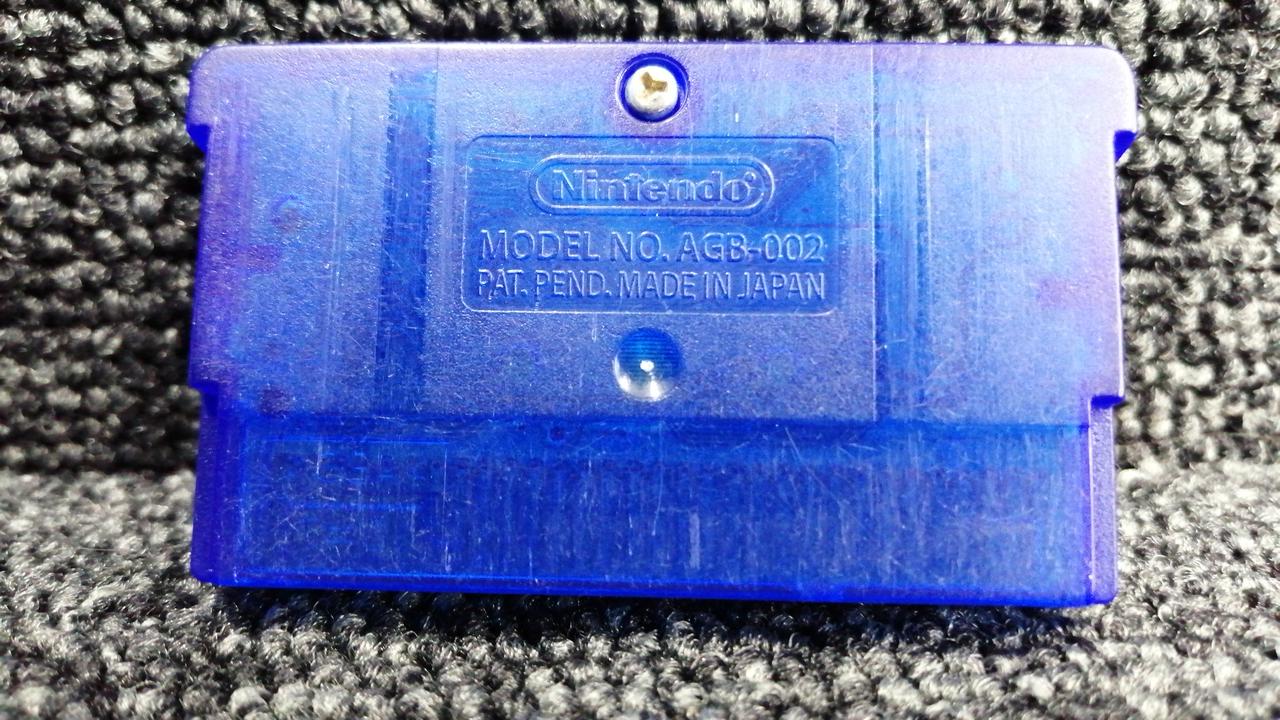 Nintendo®
MODEL NO. AGB-002
PAT. PEND. MADE IN JAPAN